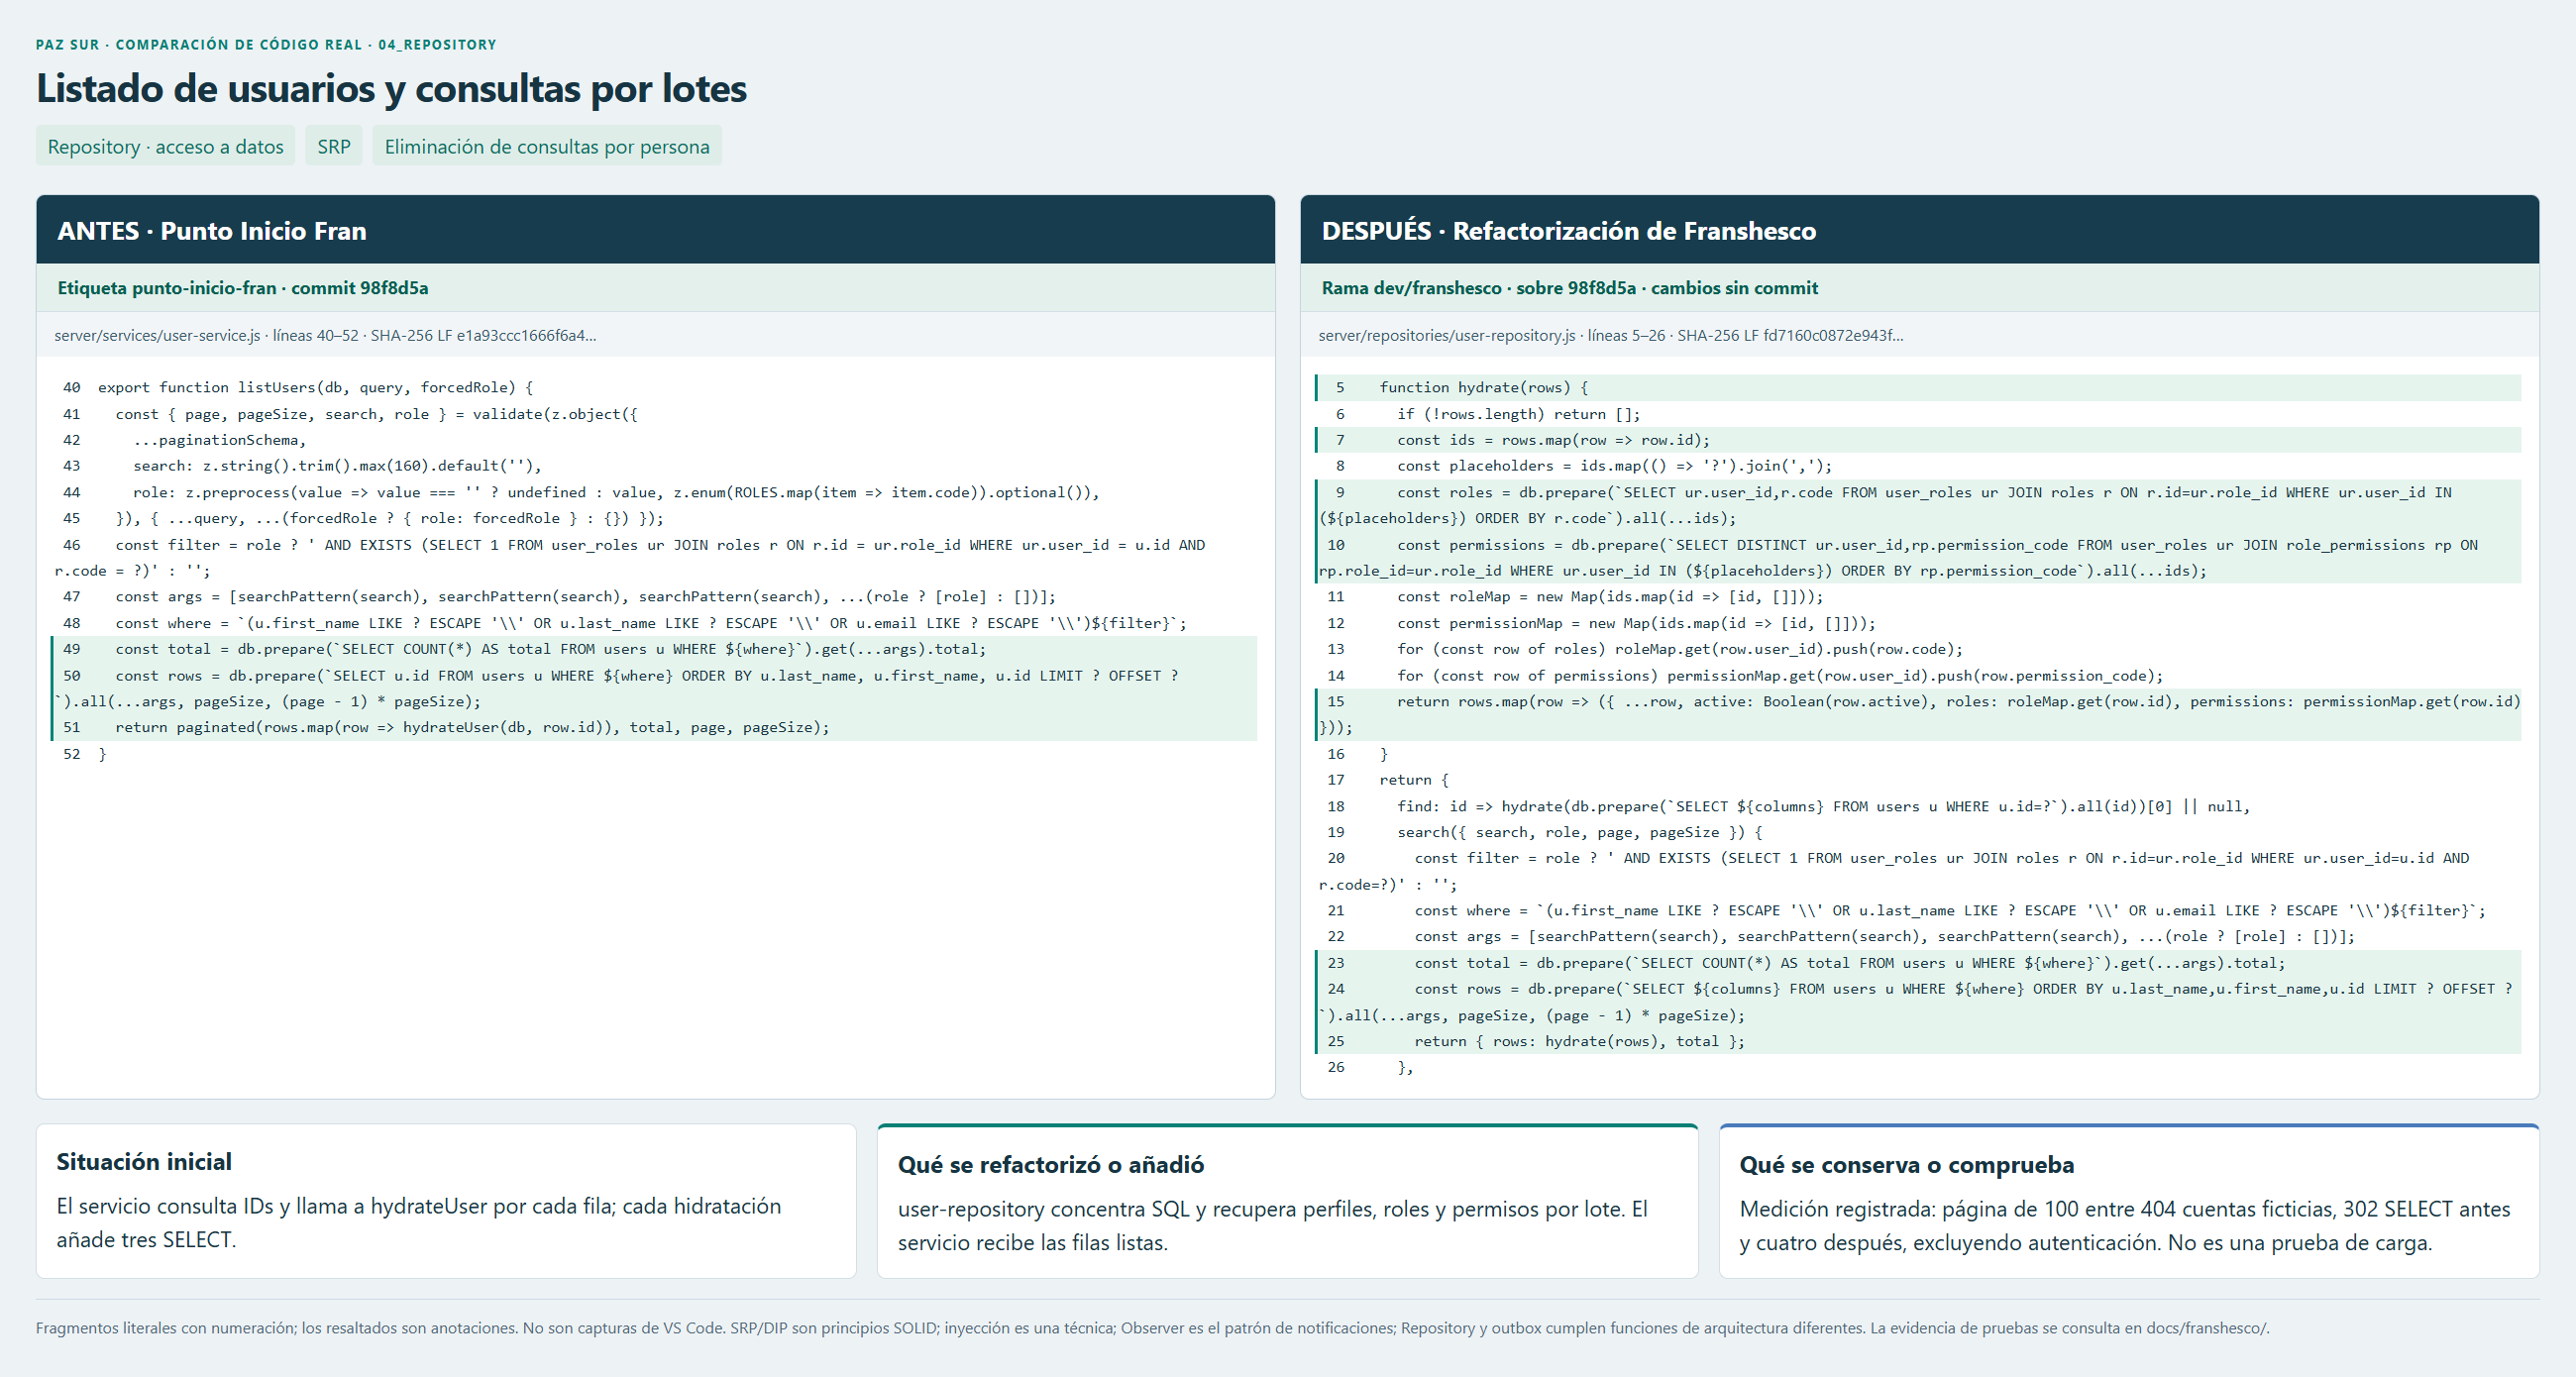 PAZ SUR · COMPARACIÓN DE CÓDIGO REAL · 04_REPOSITORY
Listado de usuarios y consultas por lotes
Repository · acceso a datos
SRP
Eliminación de consultas por persona
ANTES · Punto Inicio Fran
Etiqueta punto-inicio-fran · commit 98f8d5a
server/services/user-service.js · líneas 40–52 · SHA-256 LF e1a93ccc1666f6a4…
40  export function listUsers(db, query, forcedRole) {
41    const { page, pageSize, search, role } = validate(z.object({
42      ...paginationSchema,
43      search: z.string().trim().max(160).default(''),
44      role: z.preprocess(value => value === '' ? undefined : value, z.enum(ROLES.map(item => item.code)).optional()),
45    }), { ...query, ...(forcedRole ? { role: forcedRole } : {}) });
46    const filter = role ? ' AND EXISTS (SELECT 1 FROM user_roles ur JOIN roles r ON r.id = ur.role_id WHERE ur.user_id = u.id AND
r.code = ?)' : '';
47    const args = [searchPattern(search), searchPattern(search), searchPattern(search), ...(role ? [role] : [])];
48    const where = `(u.first_name LIKE ? ESCAPE '\\' OR u.last_name LIKE ? ESCAPE '\\' OR u.email LIKE ? ESCAPE '\\')${filter}`;
49    const total = db.prepare(`SELECT COUNT(*) AS total FROM users u WHERE ${where}`).get(...args).total;
50    const rows = db.prepare(`SELECT u.id FROM users u WHERE ${where} ORDER BY u.last_name, u.first_name, u.id LIMIT ? OFFSET ?
`).all(...args, pageSize, (page - 1) * pageSize);
51    return paginated(rows.map(row => hydrateUser(db, row.id)), total, page, pageSize);
52  }
DESPUÉS · Refactorización de Franshesco
Rama dev/franshesco · sobre 98f8d5a · cambios sin commit
server/repositories/user-repository.js · líneas 5–26 · SHA-256 LF fd7160c0872e943f…
5    function hydrate(rows) {
6      if (!rows.length) return [];
7      const ids = rows.map(row => row.id);
8      const placeholders = ids.map(() => '?').join(',');
9      const roles = db.prepare(`SELECT ur.user_id,r.code FROM user_roles ur JOIN roles r ON r.id=ur.role_id WHERE ur.user_id IN
(${placeholders}) ORDER BY r.code`).all(...ids);
10      const permissions = db.prepare(`SELECT DISTINCT ur.user_id,rp.permission_code FROM user_roles ur JOIN role_permissions rp ON
rp.role_id=ur.role_id WHERE ur.user_id IN (${placeholders}) ORDER BY rp.permission_code`).all(...ids);
11      const roleMap = new Map(ids.map(id => [id, []]));
12      const permissionMap = new Map(ids.map(id => [id, []]));
13      for (const row of roles) roleMap.get(row.user_id).push(row.code);
14      for (const row of permissions) permissionMap.get(row.user_id).push(row.permission_code);
15      return rows.map(row => ({ ...row, active: Boolean(row.active), roles: roleMap.get(row.id), permissions: permissionMap.get(row.id)
}));
16    }
17    return {
18      find: id => hydrate(db.prepare(`SELECT ${columns} FROM users u WHERE u.id=?`).all(id))[0] || null,
19      search({ search, role, page, pageSize }) {
20        const filter = role ? ' AND EXISTS (SELECT 1 FROM user_roles ur JOIN roles r ON r.id=ur.role_id WHERE ur.user_id=u.id AND
r.code=?)' : '';
21        const where = `(u.first_name LIKE ? ESCAPE '\\' OR u.last_name LIKE ? ESCAPE '\\' OR u.email LIKE ? ESCAPE '\\')${filter}`;
22        const args = [searchPattern(search), searchPattern(search), searchPattern(search), ...(role ? [role] : [])];
23        const total = db.prepare(`SELECT COUNT(*) AS total FROM users u WHERE ${where}`).get(...args).total;
24        const rows = db.prepare(`SELECT ${columns} FROM users u WHERE ${where} ORDER BY u.last_name,u.first_name,u.id LIMIT ? OFFSET ?
`).all(...args, pageSize, (page - 1) * pageSize);
25        return { rows: hydrate(rows), total };
26      },
Situación inicial
El servicio consulta IDs y llama a hydrateUser por cada fila; cada hidratación
añade tres SELECT.
Qué se refactorizó o añadió
user-repository concentra SQL y recupera perfiles, roles y permisos por lote. El
servicio recibe las filas listas.
Qué se conserva o comprueba
Medición registrada: página de 100 entre 404 cuentas ficticias, 302 SELECT antes
y cuatro después, excluyendo autenticación. No es una prueba de carga.
Fragmentos literales con numeración; los resaltados son anotaciones. No son capturas de VS Code. SRP/DIP son principios SOLID; inyección es una técnica; Observer es el patrón de notificaciones; Repository y outbox cumplen funciones de arquitectura diferentes. La evidencia de pruebas se consulta en docs/franshesco/.